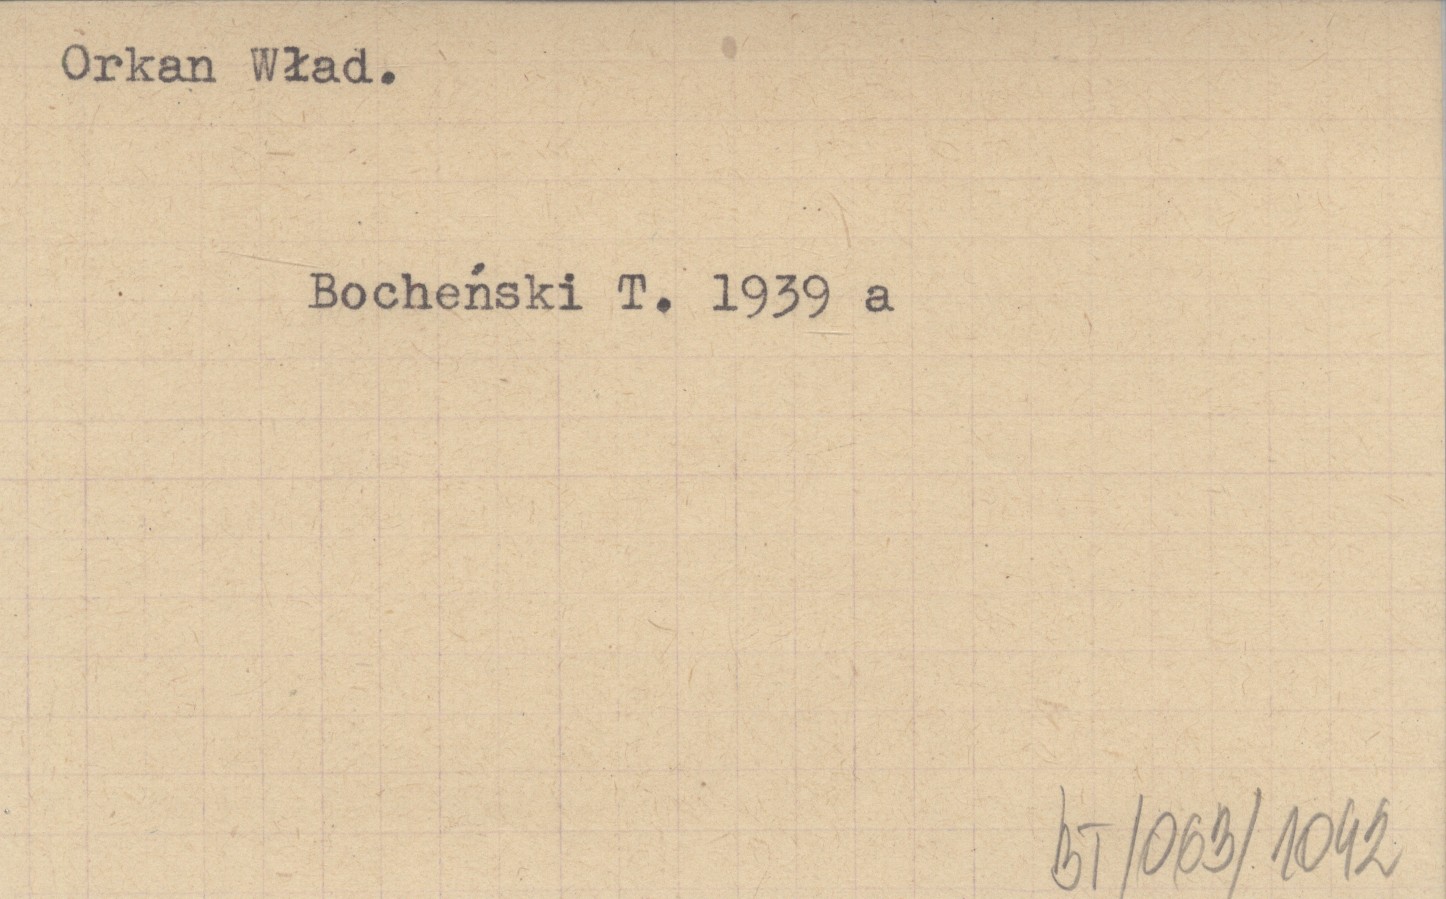 Orkan Wład.
Bocheński T. 1939 a
BT/063/1042